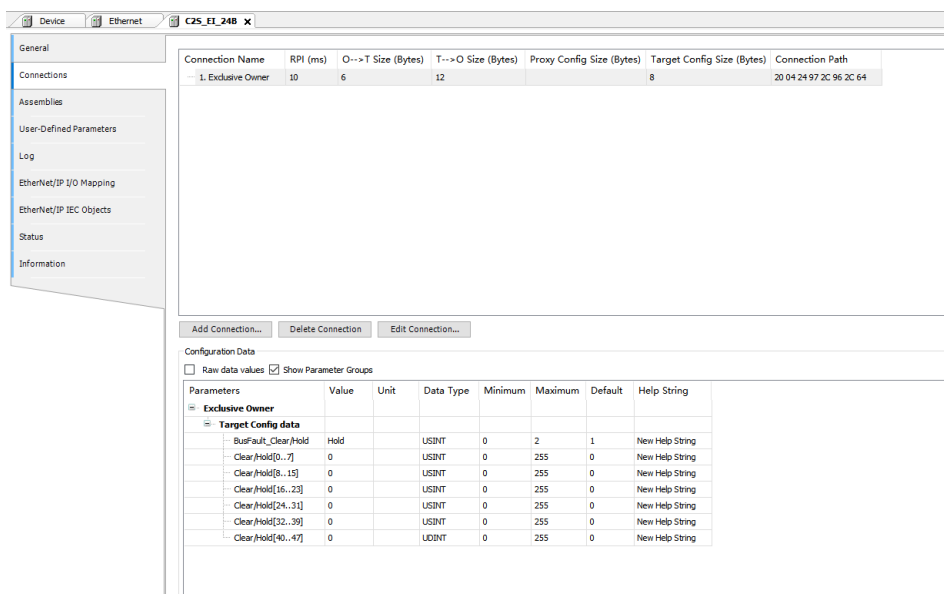 Device Ethernet C2S_EI_24B
General
Connections
Assemblies
User-Defined Parameters
Log
EtherNet/IP I/O Mapping
EtherNet/IP IEC Objects
Status
Information
Connection Name RPI (ms) O-->T Size (Bytes) T-->O Size (Bytes) Proxy Config Size (Bytes) Target Config Size (Bytes) Connection Path
1. Exclusive Owner 10 6 12 8 20 04 24 97 2C 96 2C 64
Add Connection... Delete Connection Edit Connection...
Configuration Data
Raw data values Show Parameter Groups
Parameters Value Unit Data Type Minimum Maximum Default Help String
Exclusive Owner
Target Config data
BusFault_Clear/Hold Hold USINT 0 2 1 New Help String
Clear/Hold[0..7] 0 USINT 0 255 0 New Help String
Clear/Hold[8..15] 0 USINT 0 255 0 New Help String
Clear/Hold[16..23] 0 USINT 0 255 0 New Help String
Clear/Hold[24..31] 0 USINT 0 255 0 New Help String
Clear/Hold[32..39] 0 USINT 0 255 0 New Help String
Clear/Hold[40..47] 0 UDINT 0 255 0 New Help String